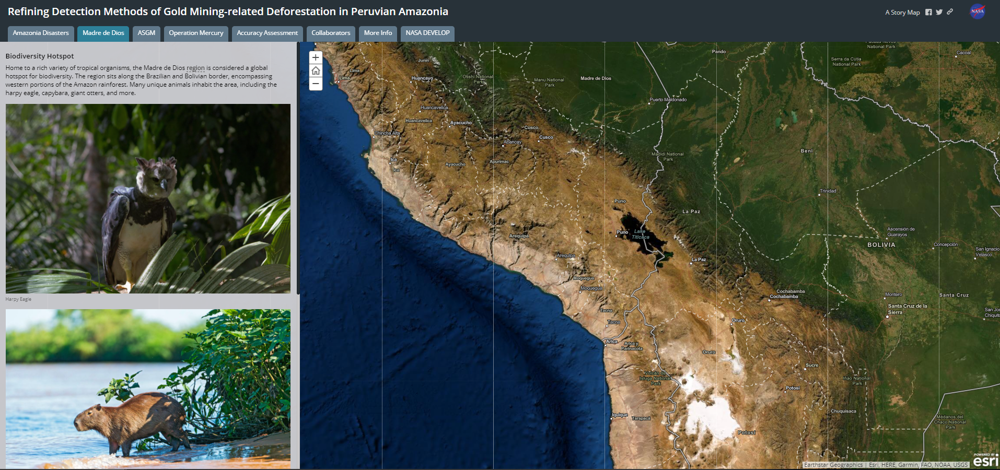 Refining Detection Methods of Gold Mining-related Deforestation in Peruvian Amazonia
A Story Map
NASA
Amazonia Disasters
Madre de Dios
ASGM
Operation Mercury
Accuracy Assessment
Collaborators
More Info
NASA DEVELOP
Biodiversity Hotspot
Home to a rich variety of tropical organisms, the Madre de Dios region is considered a global
hotspot for biodiversity. The region sits along the Brazilian and Bolivian border, encompassing
western portions of the Amazon rainforest. Many unique animals inhabit the area, including the
harpy eagle, capybara, giant otters, and more.
Harpy Eagle
+
−
National Park
Pando
Cacoal
Junín
Serra da Cutia
National Park
Lima
Lima
Huancayo
Otishi National
Park
Manu National
Park
Madre de Dios
Puerto Maldonado
Huancavelica
Huancavelica
Ayacucho
Cusco
Cusco
Chincha Alta
Abancay
Beni
Madidi National
Park
Ica
Ica
Ayacucho
Apurimac
Trinidad
Puno
La Paz
Puno
Lake
Titicaca
Ascensión de
Guarayos
Arequipa
BOLIVIA
Concepción
San Ignacio
Velasco
Arequipa
La Paz
Moquegua
Moquegua
Cochabamba
Cochabamba
Montero
Santa Cruz
Santa Cruz de la
Sierra
San Jos
Chiquit
Tacna
Tacna
Oruro
Arica
Arica y
Parinacota
Oruro
Sucre
Volcán de
Isluga National
Park
Iñao National
Park
Potosí
Chuquisaca
Iquique
Tarapacá
Médanos del
Chaco National
Park
Potosí
POWERED BY
esri
Earthstar Geographics | Esri, HERE, Garmin, FAO, NOAA, USGS